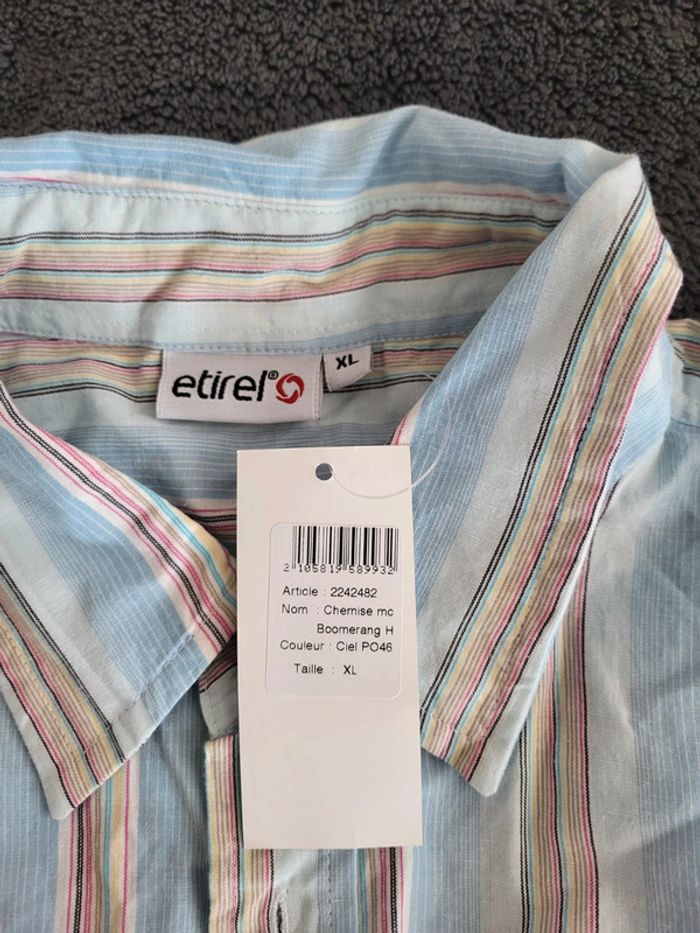 etirel®
XL
2 105819 589932
Article : 2242482
Nom : Chemise mc
Boomerang H
Couleur : Ciel PO46
Taille : XL